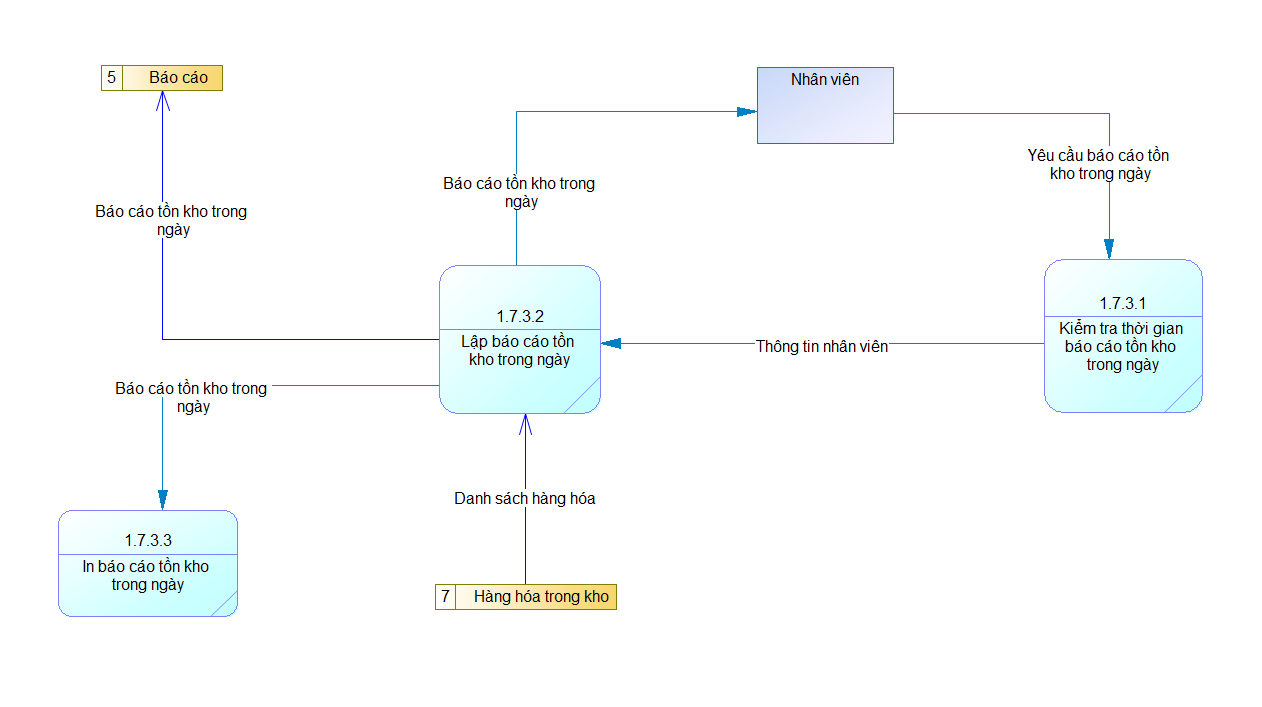 5 Báo cáo
Nhân viên
Yêu cầu báo cáo tồn
kho trong ngày
Báo cáo tồn kho trong
ngày
Báo cáo tồn kho trong
ngày
1.7.3.1
Kiểm tra thời gian
báo cáo tồn kho
trong ngày
1.7.3.2
Lập báo cáo tồn
kho trong ngày
Thông tin nhân viên
Báo cáo tồn kho trong
ngày
Danh sách hàng hóa
1.7.3.3
In báo cáo tồn kho
trong ngày
7 Hàng hóa trong kho